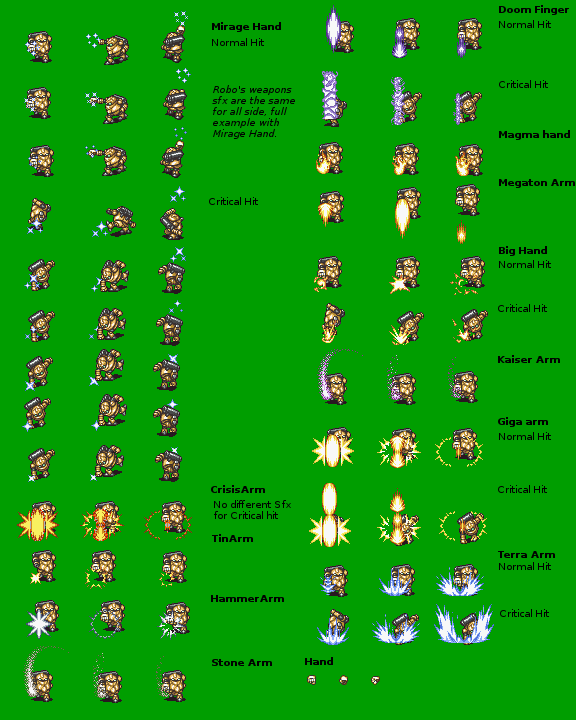 Mirage Hand
Normal Hit
Robo's weapons
sfx are the same
for all side, full
example with
Mirage Hand.
Critical Hit
CrisisArm
No different Sfx
for Critical hit
TinArm
HammerArm
Stone Arm
Doom Finger
Normal Hit
Critical Hit
Magma hand
Megaton Arm
Big Hand
Normal Hit
Critical Hit
Kaiser Arm
Giga arm
Normal Hit
Critical Hit
Terra Arm
Normal Hit
Critical Hit
Hand